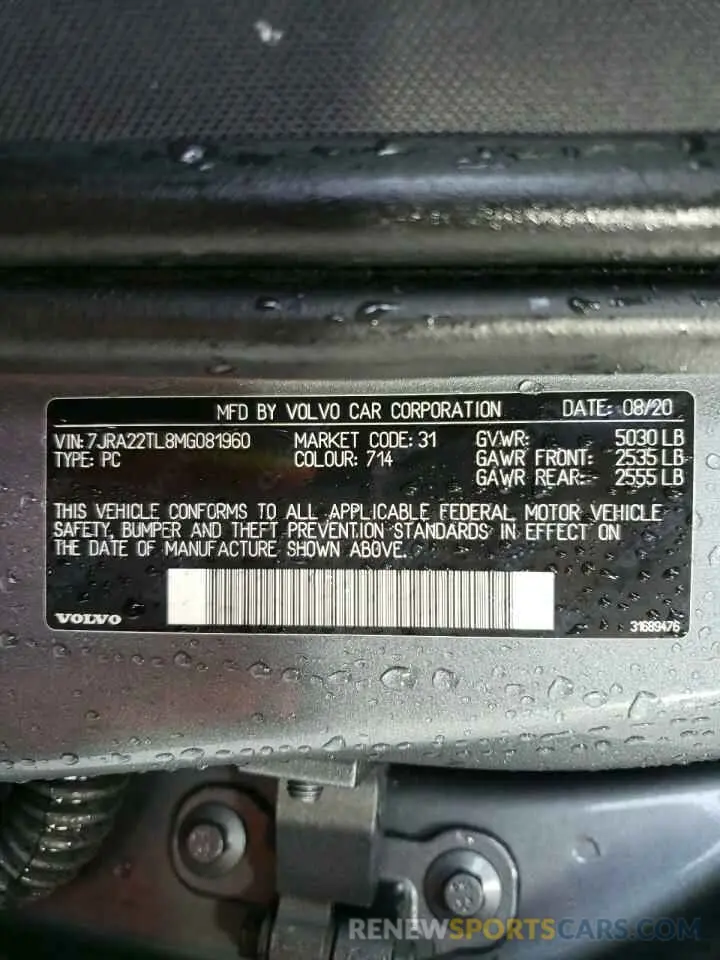 MFD BY VOLVO CAR CORPORATION DATE: 08/20
VIN: 7JRA22TL8MG081960 MARKET CODE: 31 GVWR: 5030 LB
TYPE: PC COLOUR: 714 GAWR FRONT: 2535 LB
GAWR REAR: 2555 LB
THIS VEHICLE CONFORMS TO ALL APPLICABLE FEDERAL MOTOR VEHICLE
SAFETY, BUMPER AND THEFT PREVENTION STANDARDS IN EFFECT ON
THE DATE OF MANUFACTURE SHOWN ABOVE.
VOLVO 31689476
RENEWSPORTSCARS.COM